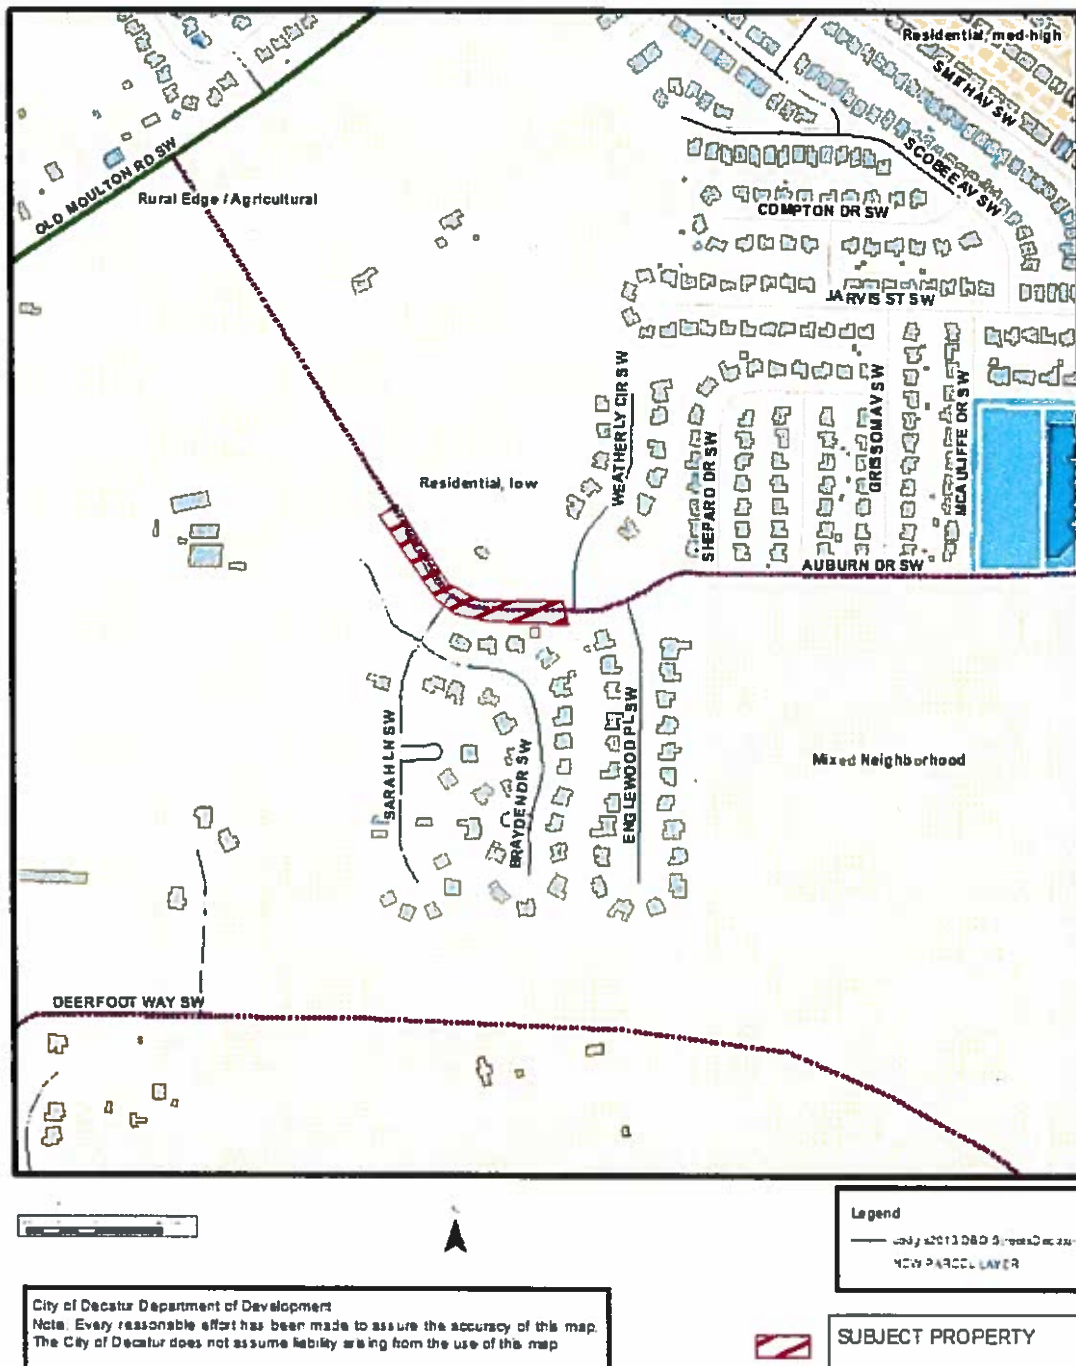 Residential, med-high
SMITH AV SW
SCOBEE AV SW
OLD MOULTON RD SW
Rural Edge / Agricultural
COMPTON DR SW
JARVIS ST SW
WEATHERLY CIR SW
GRISSOM AV SW
MCAULIFFE DR SW
SHEPARD DR SW
Residential, low
AUBURN DR SW
SARAH LN SW
BRAYDEN DR SW
ENGLEWOOD PL SW
Mixed Neighborhood
DEERFOOT WAY SW
Legend
NEW PARCEL LAYER
City of Decatur Department of Development
Note: Every reasonable effort has been made to assure the accuracy of this map.
The City of Decatur does not assume liability arising from the use of this map
SUBJECT PROPERTY